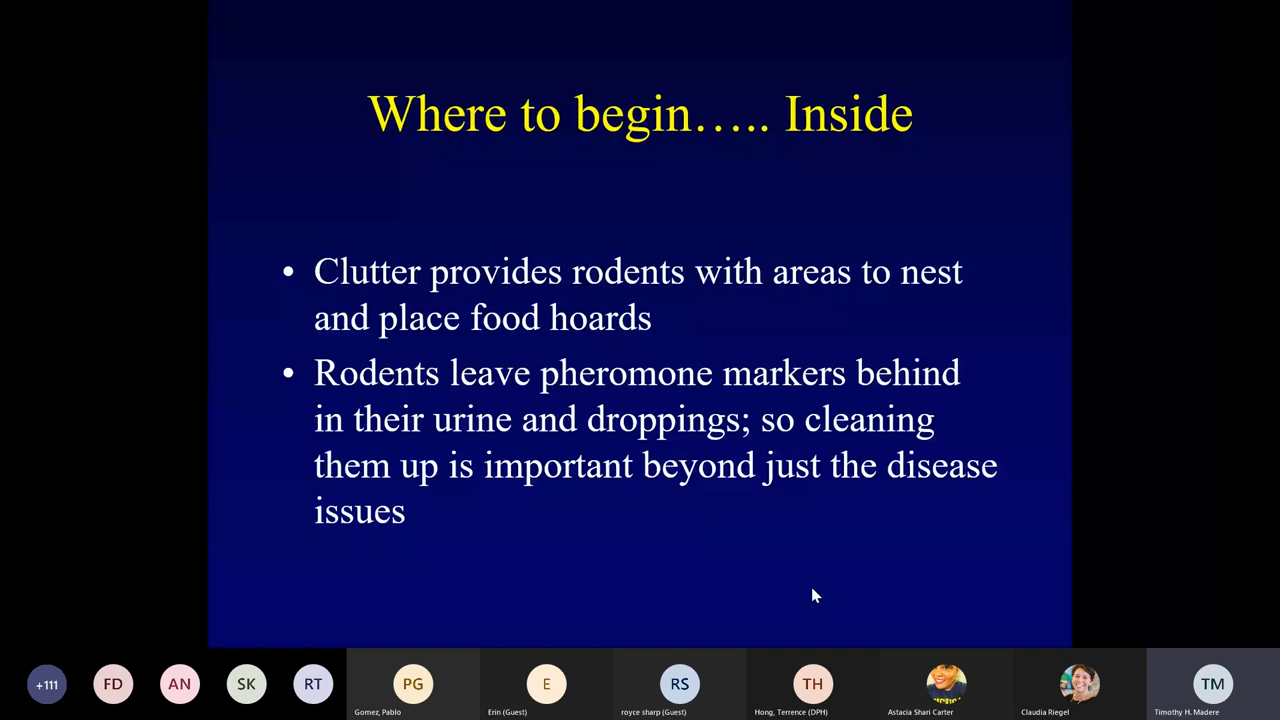 Where to begin….. Inside
• Clutter provides rodents with areas to nest
and place food hoards
• Rodents leave pheromone markers behind
in their urine and droppings; so cleaning
them up is important beyond just the disease
issues
+111
FD
AN
SK
RT
PG
E
RS
TH
TM
Gomez, Pablo
Erin (Guest)
royce sharp (Guest)
Hong, Terrence (DPH)
Astacia Shari Carter
Claudia Riegel
Timothy H. Madere